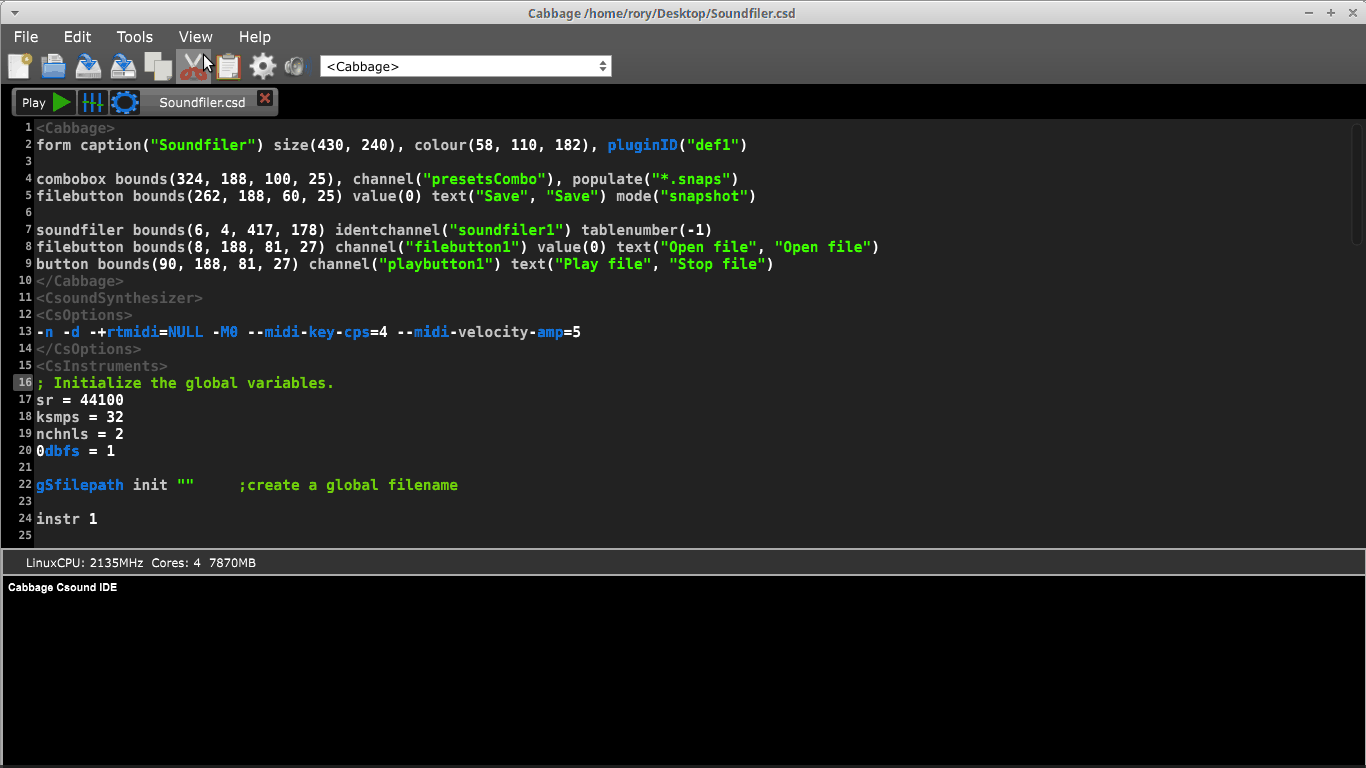 Cabbage /home/rory/Desktop/Soundfiler.csd
File Edit Tools View Help
<Cabbage>
Play Soundfiler.csd
1 <Cabbage>
2 form caption("Soundfiler") size(430, 240), colour(58, 110, 182), pluginID("def1")
3
4 combobox bounds(324, 188, 100, 25), channel("presetsCombo"), populate("*.snaps")
5 filebutton bounds(262, 188, 60, 25) value(0) text("Save", "Save") mode("snapshot")
6
7 soundfiler bounds(6, 4, 417, 178) identchannel("soundfiler1") tablenumber(-1)
8 filebutton bounds(8, 188, 81, 27) channel("filebutton1") value(0) text("Open file", "Open file")
9 button bounds(90, 188, 81, 27) channel("playbutton1") text("Play file", "Stop file")
10 </Cabbage>
11 <CsoundSynthesizer>
12 <CsOptions>
13 -n -d -+rtmidi=NULL -M0 --midi-key-cps=4 --midi-velocity-amp=5
14 </CsOptions>
15 <CsInstruments>
16 ; Initialize the global variables.
17 sr = 44100
18 ksmps = 32
19 nchnls = 2
20 0dbfs = 1
21
22 gSfilepath init "" ;create a global filename
23
24 instr 1
25
LinuxCPU: 2135MHz Cores: 4 7870MB
Cabbage Csound IDE